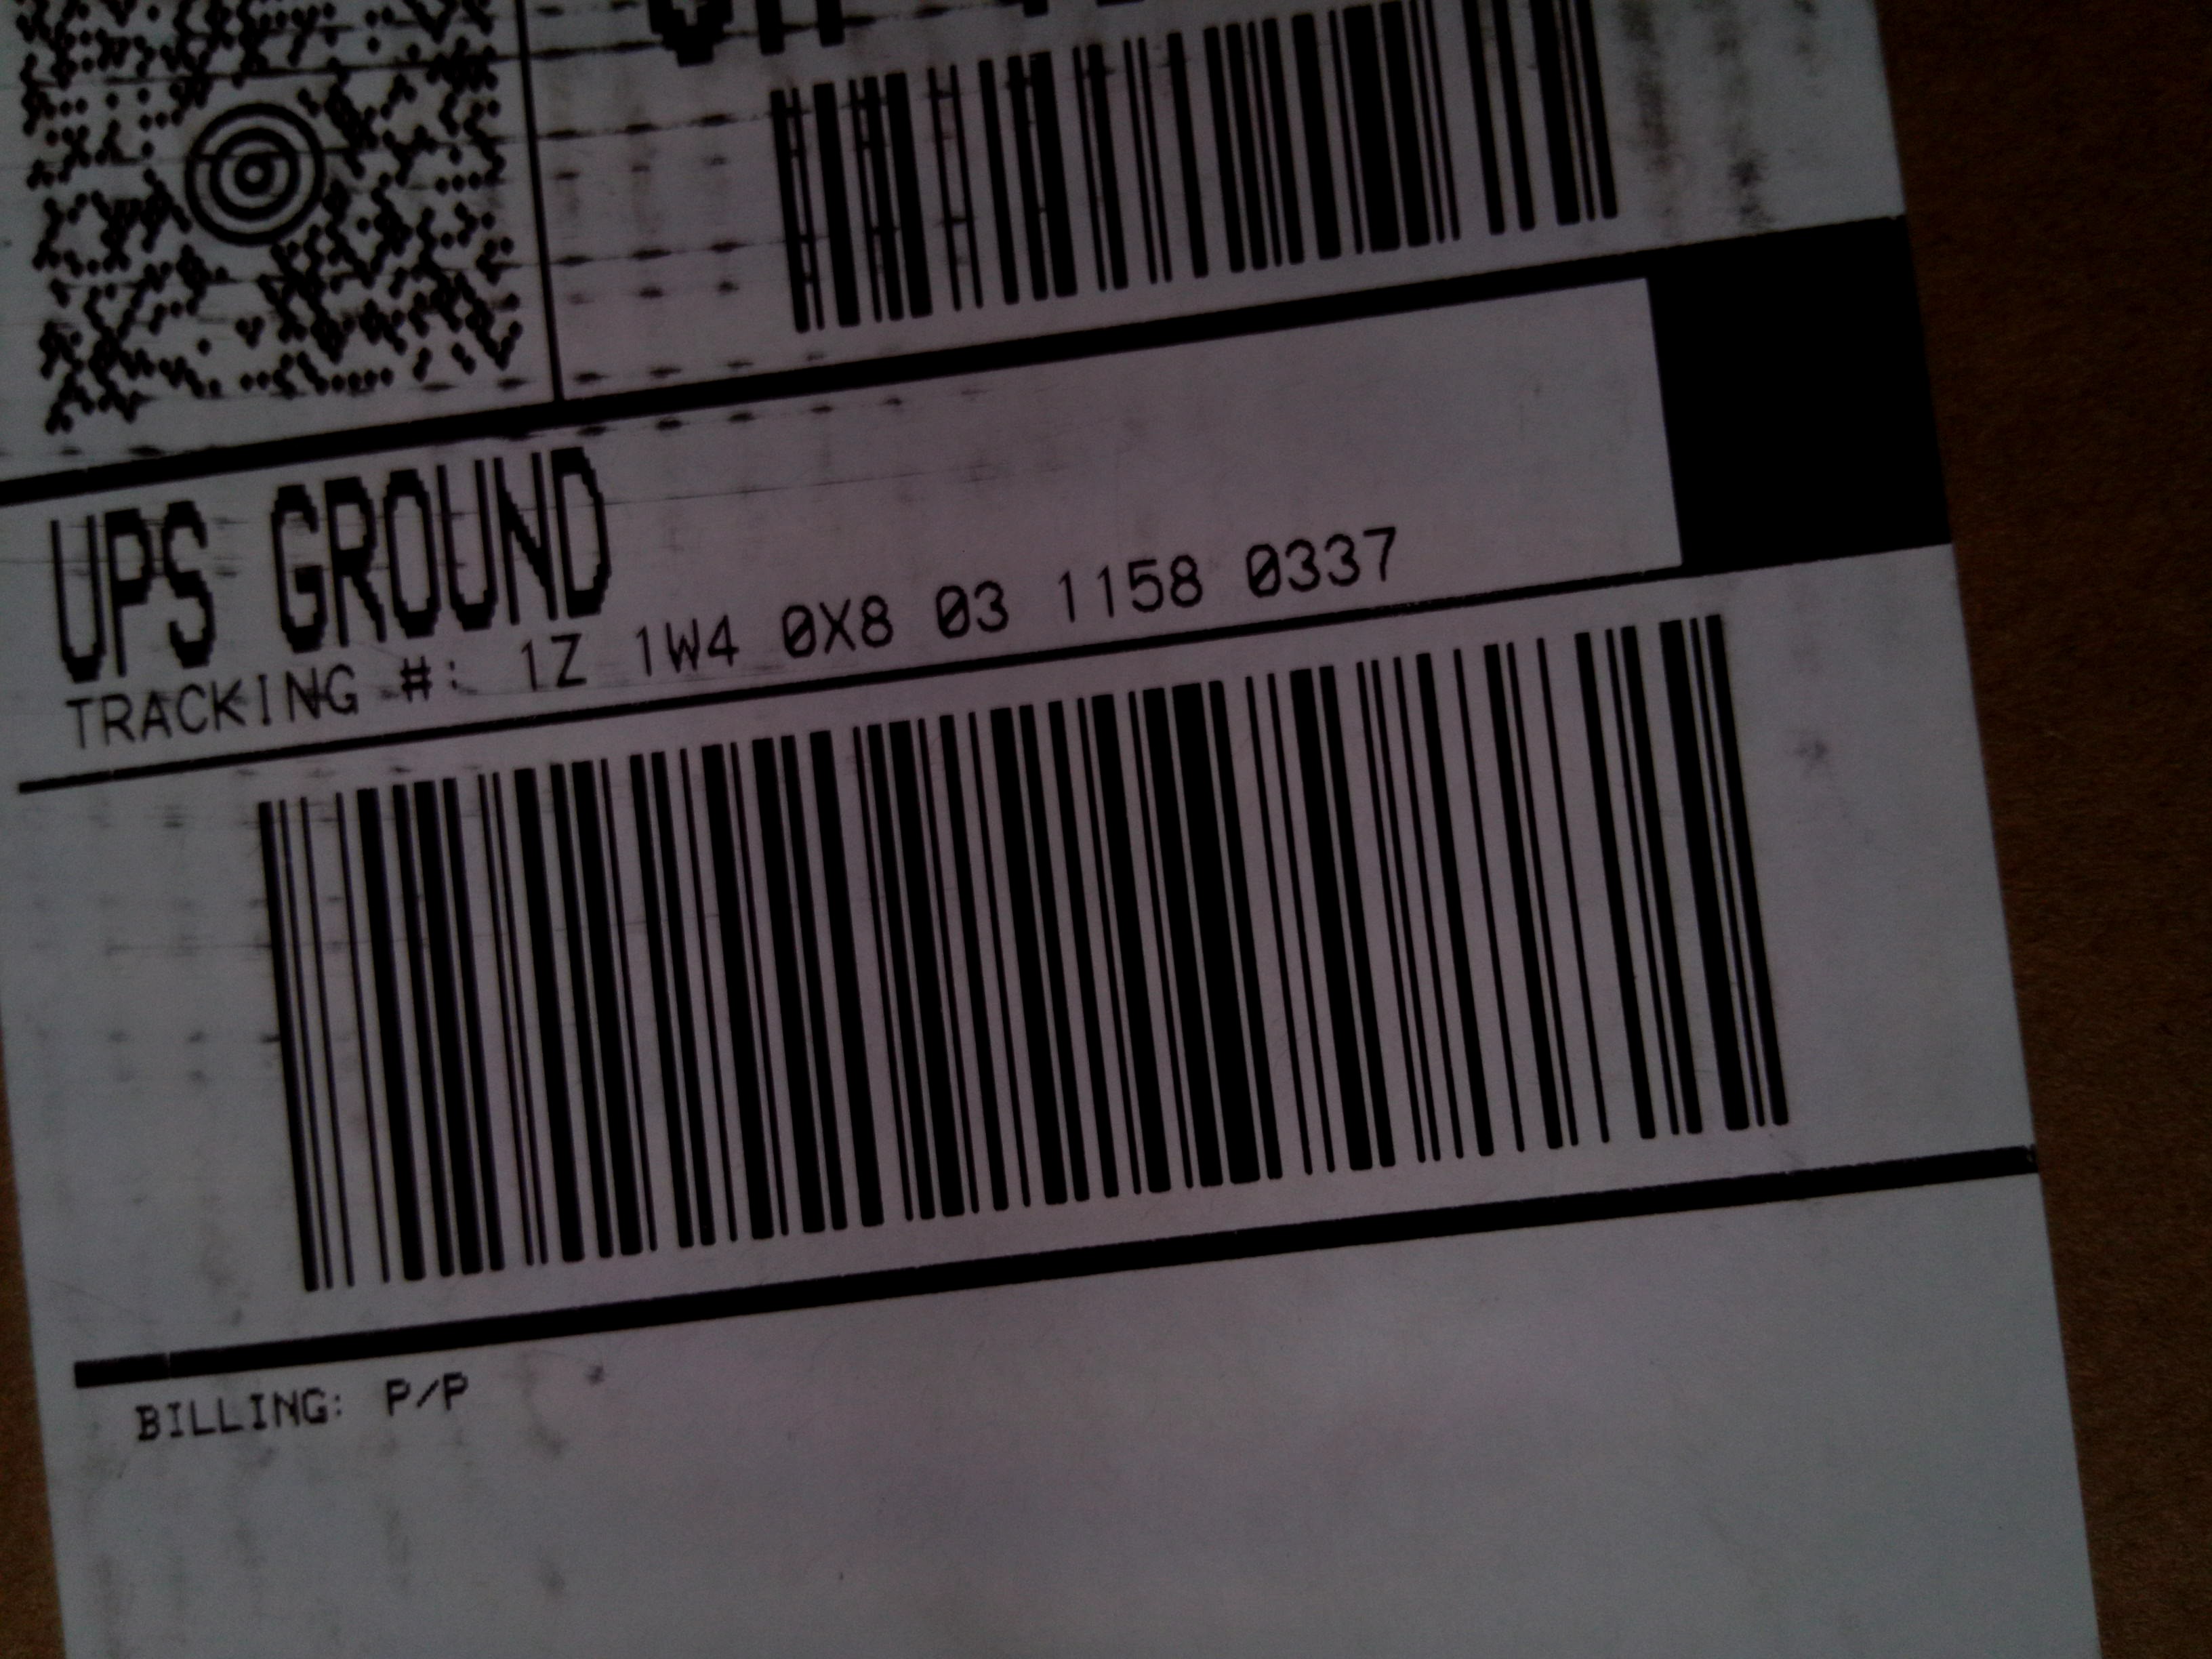 UPS GROUND
TRACKING #: 1Z 1W4 0X8 03 1158 0337
BILLING: P/P